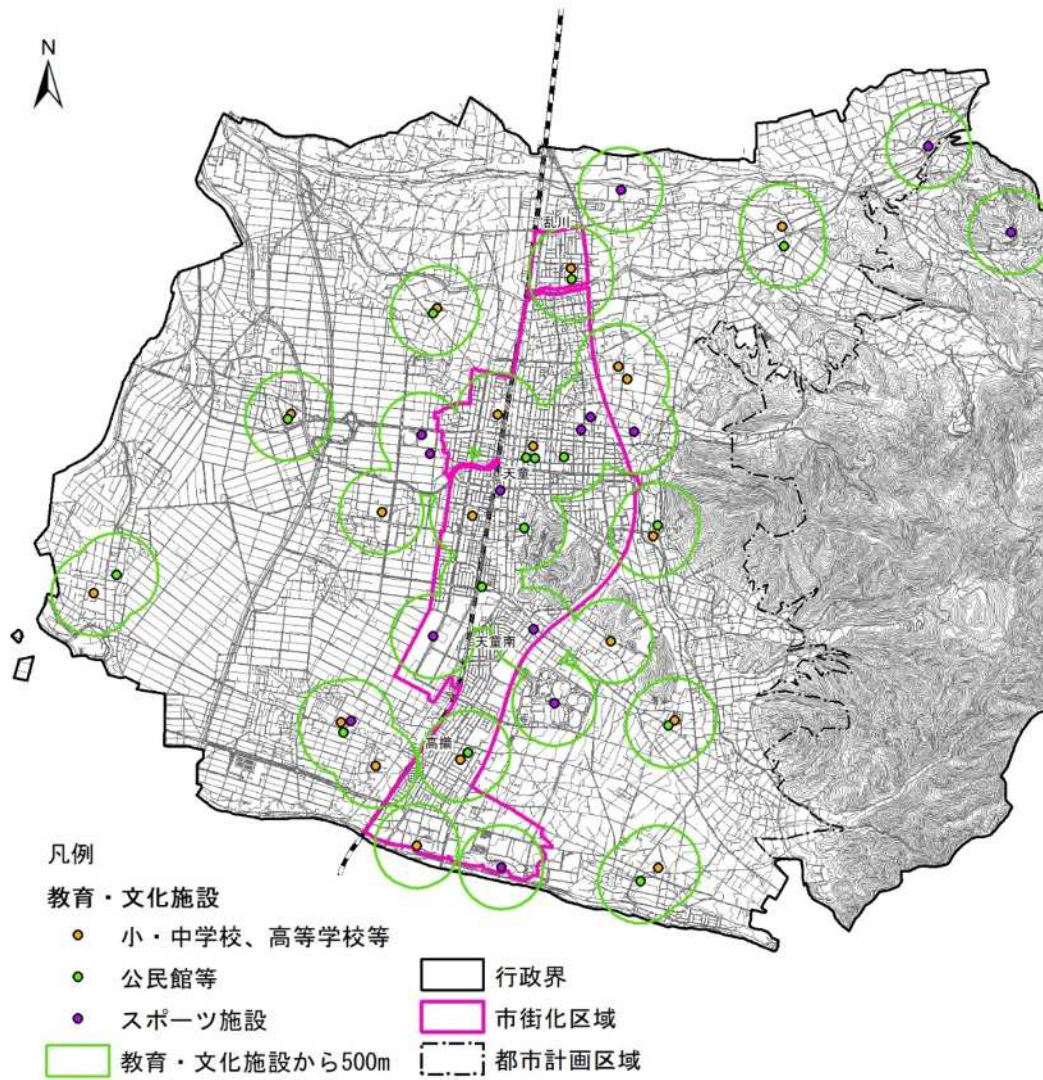 N
乱川
天童
天童南
高擶
凡例
教育・文化施設
小・中学校、高等学校等
公民館等
スポーツ施設
教育・文化施設から500m
行政界
市街化区域
都市計画区域